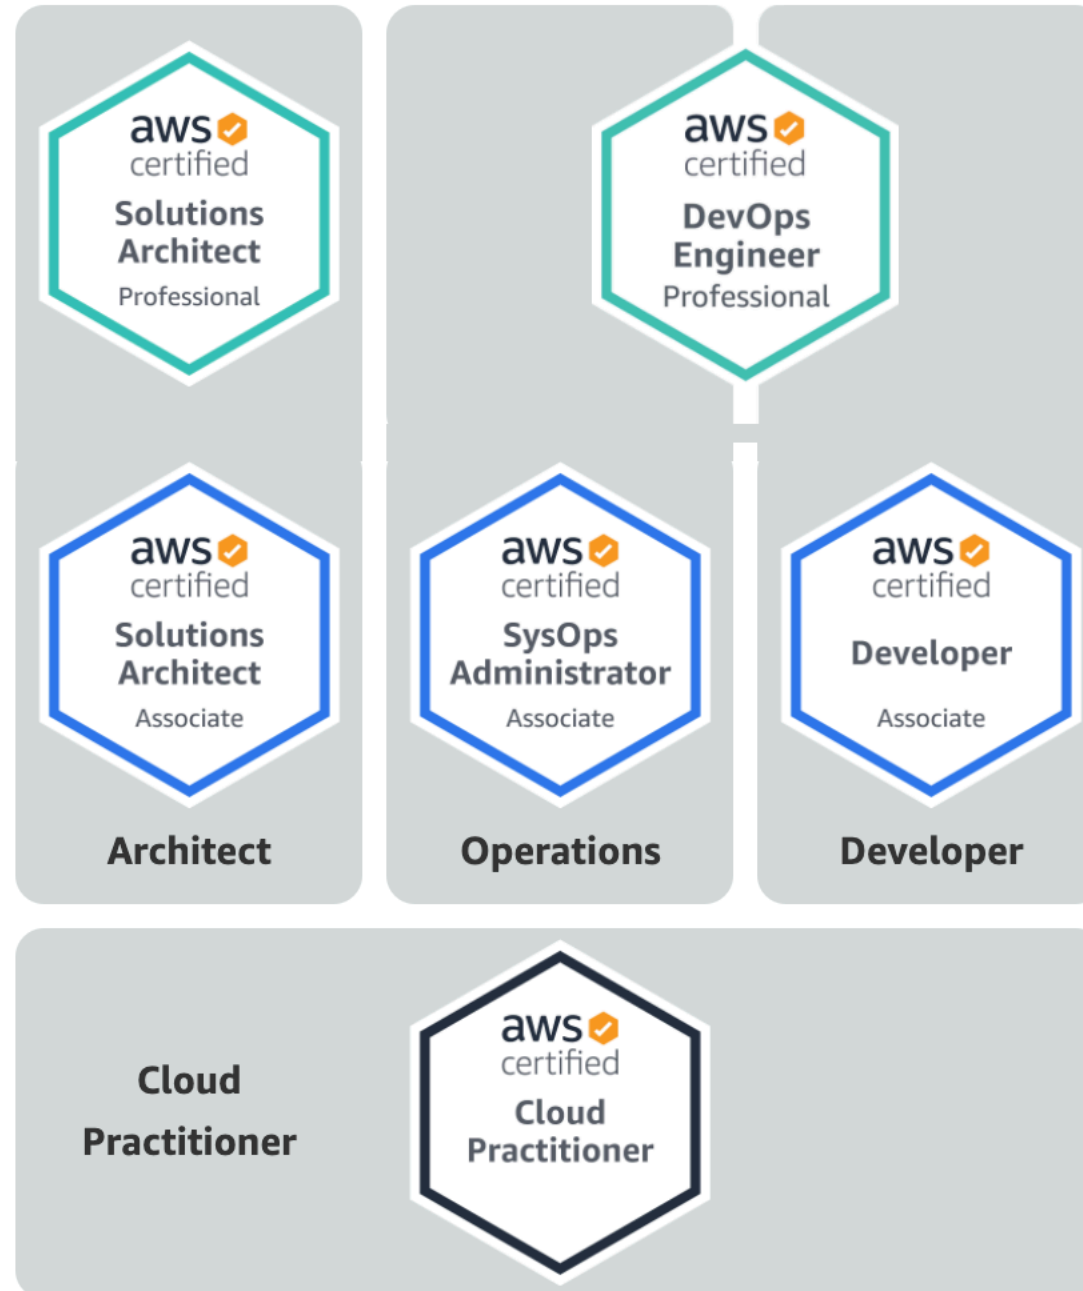 aws
certified
Solutions
Architect
Professional
aws
certified
DevOps
Engineer
Professional
aws
certified
Solutions
Architect
Associate
aws
certified
SysOps
Administrator
Associate
aws
certified
Developer
Associate
Architect
Operations
Developer
Cloud
Practitioner
aws
certified
Cloud
Practitioner